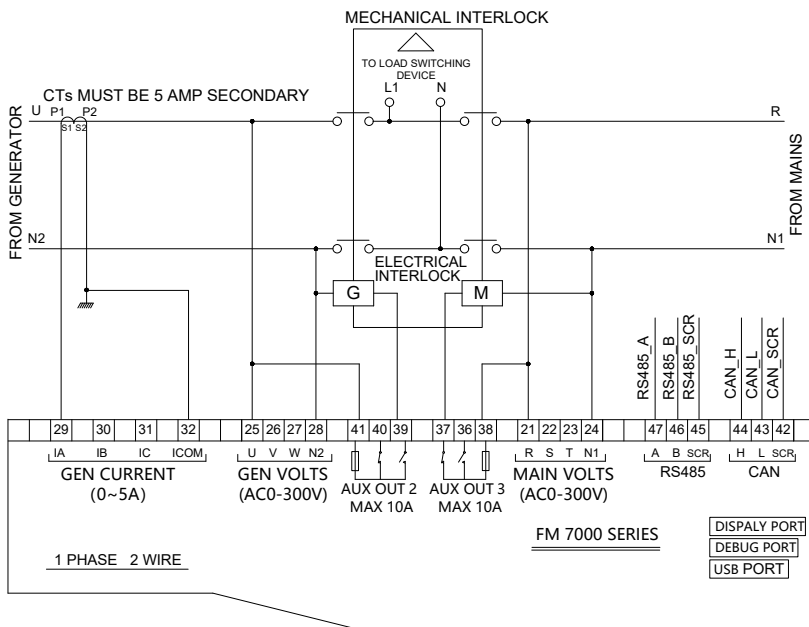 MECHANICAL INTERLOCK
TO LOAD SWITCHING
DEVICE
L1 N
CTs MUST BE 5 AMP SECONDARY
U P1 P2 R
S1 S2
FROM GENERATOR
FROM MAINS
N2 N1
ELECTRICAL
INTERLOCK
G M
RS485_A
RS485_B
RS485_SCR
CAN_H
CAN_L
CAN_SCR
29 30 31 32 25 26 27 28 41 40 39 37 36 38 21 22 23 24 47 46 45 44 43 42
IA IB IC ICOM U V W N2 R S T N1 A B SCR H L SCR
GEN CURRENT
(0~5A)
GEN VOLTS
(AC0-300V)
AUX OUT 2
MAX 10A
AUX OUT 3
MAX 10A
MAIN VOLTS
(AC0-300V)
RS485
CAN
FM 7000 SERIES
DISPALY PORT
DEBUG PORT
USB PORT
1 PHASE 2 WIRE